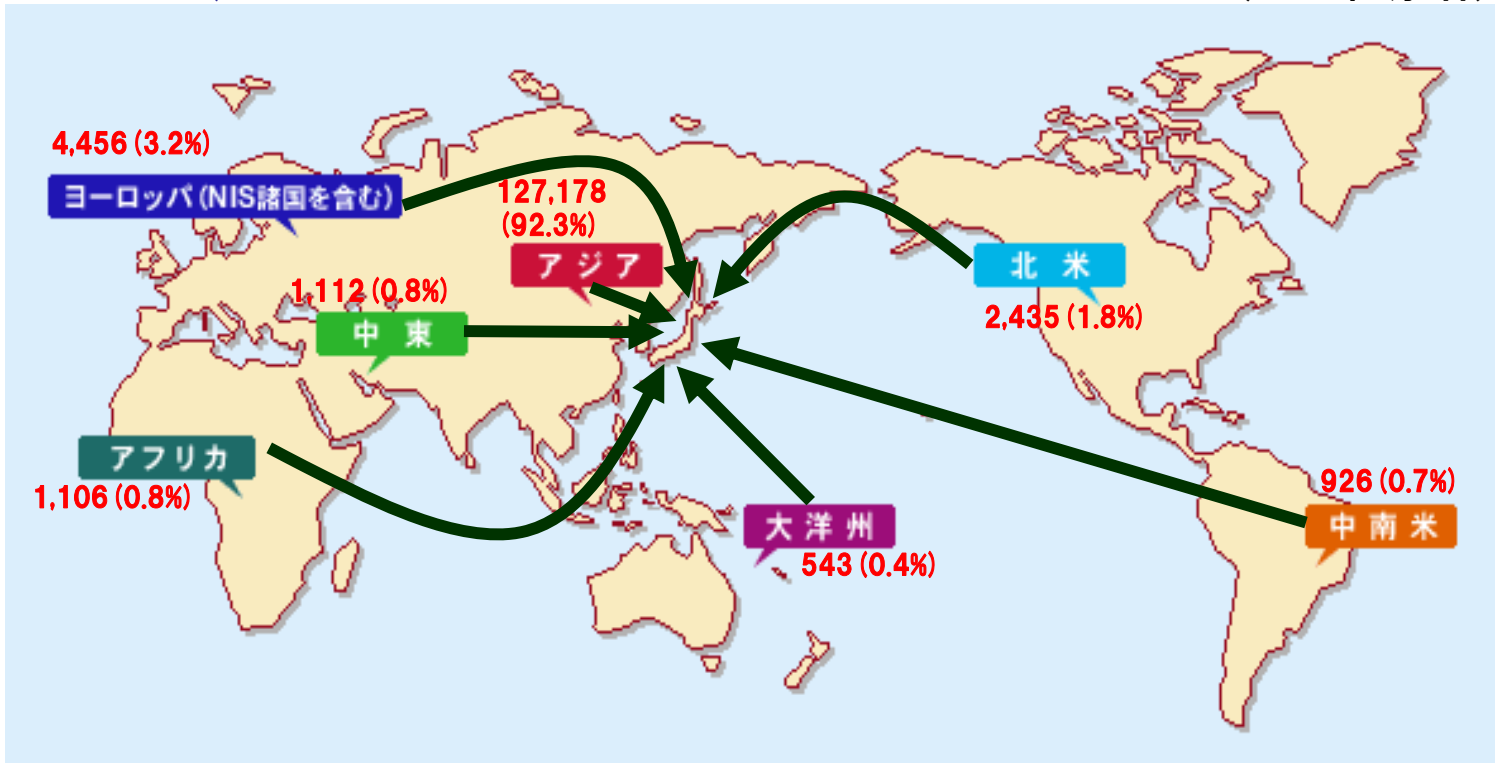 4,456 (3.2%)
ヨーロッパ(NIS諸国を含む)
127,178
(92.3%)
アジア
北米
2,435 (1.8%)
1,112 (0.8%)
中東
アフリカ
1,106 (0.8%)
大洋州
543 (0.4%)
926 (0.7%)
中南米